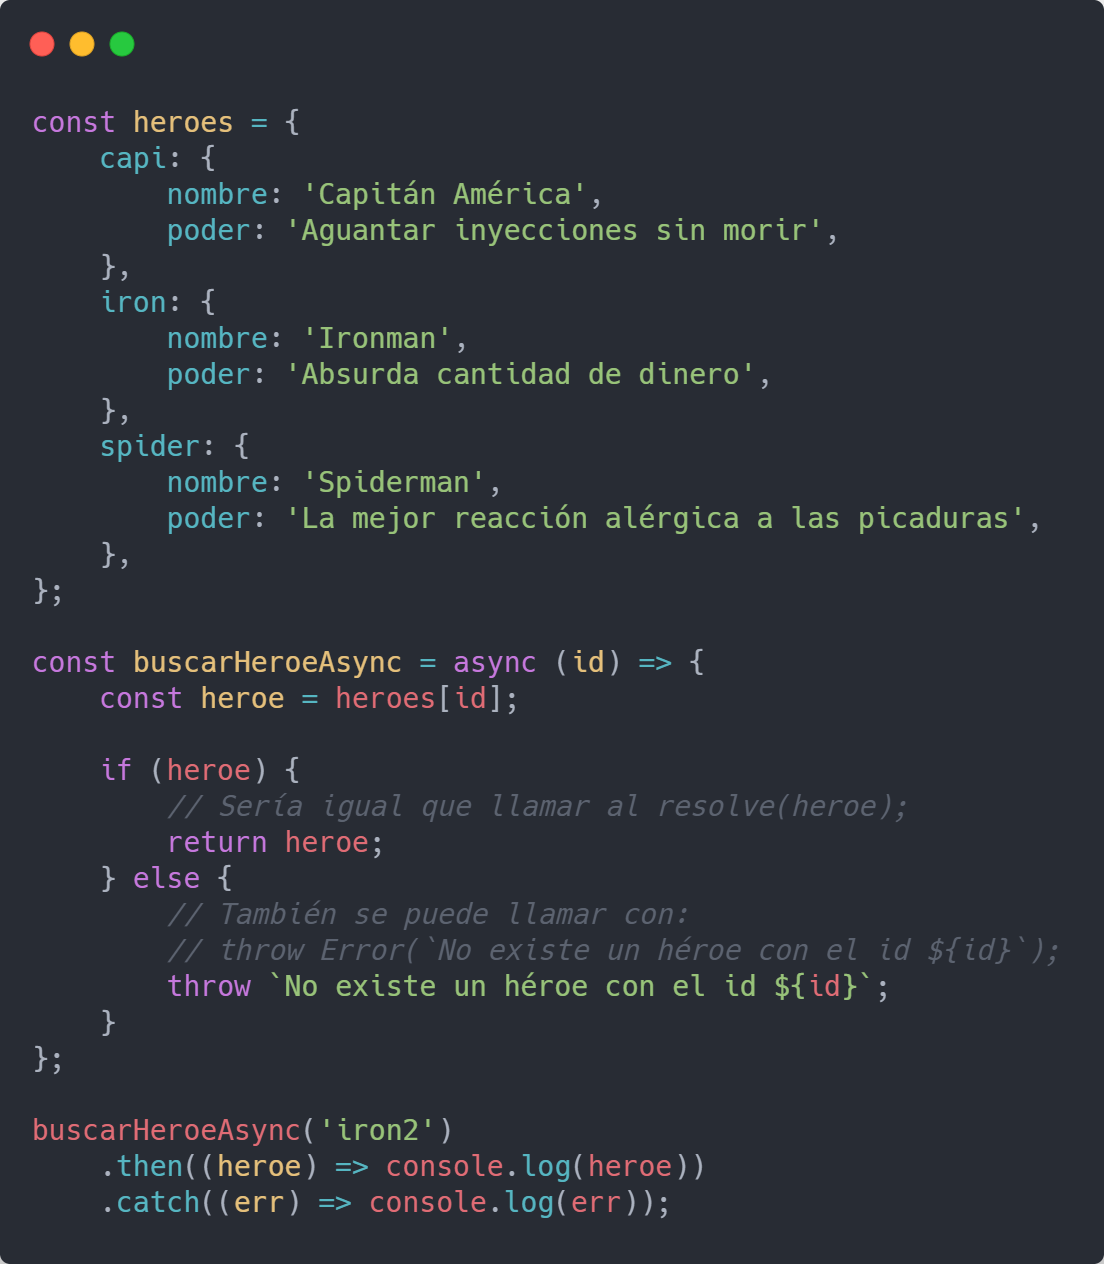 const heroes = {
    capi: {
        nombre: 'Capitán América',
        poder: 'Aguantar inyecciones sin morir',
    },
    iron: {
        nombre: 'Ironman',
        poder: 'Absurda cantidad de dinero',
    },
    spider: {
        nombre: 'Spiderman',
        poder: 'La mejor reacción alérgica a las picaduras',
    },
};

const buscarHeroeAsync = async (id) => {
    const heroe = heroes[id];

    if (heroe) {
        // Sería igual que llamar al resolve(heroe);
        return heroe;
    } else {
        // También se puede llamar con:
        // throw Error(`No existe un héroe con el id ${id}`);
        throw `No existe un héroe con el id ${id}`;
    }
};

buscarHeroeAsync('iron2')
    .then((heroe) => console.log(heroe))
    .catch((err) => console.log(err));